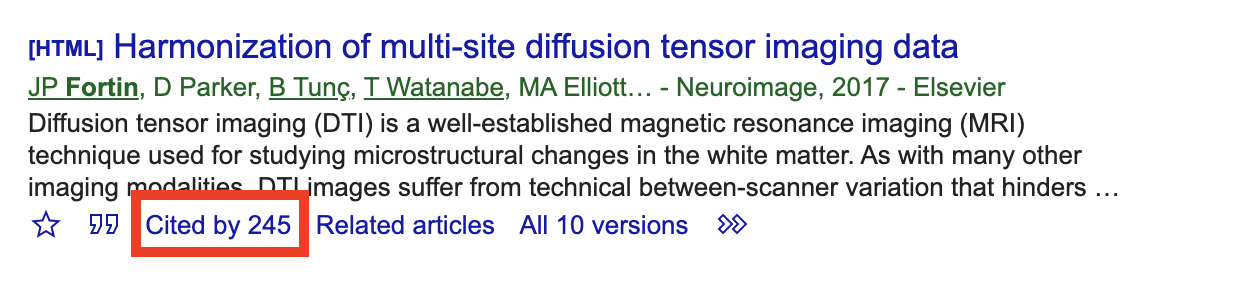 [HTML] Harmonization of multi-site diffusion tensor imaging data
JP Fortin, D Parker, B Tunç, T Watanabe, MA Elliott… - Neuroimage, 2017 - Elsevier
Diffusion tensor imaging (DTI) is a well-established magnetic resonance imaging (MRI)
technique used for studying microstructural changes in the white matter. As with many other
imaging modalities, DTI images suffer from technical between-scanner variation that hinders …
Cited by 245 Related articles All 10 versions